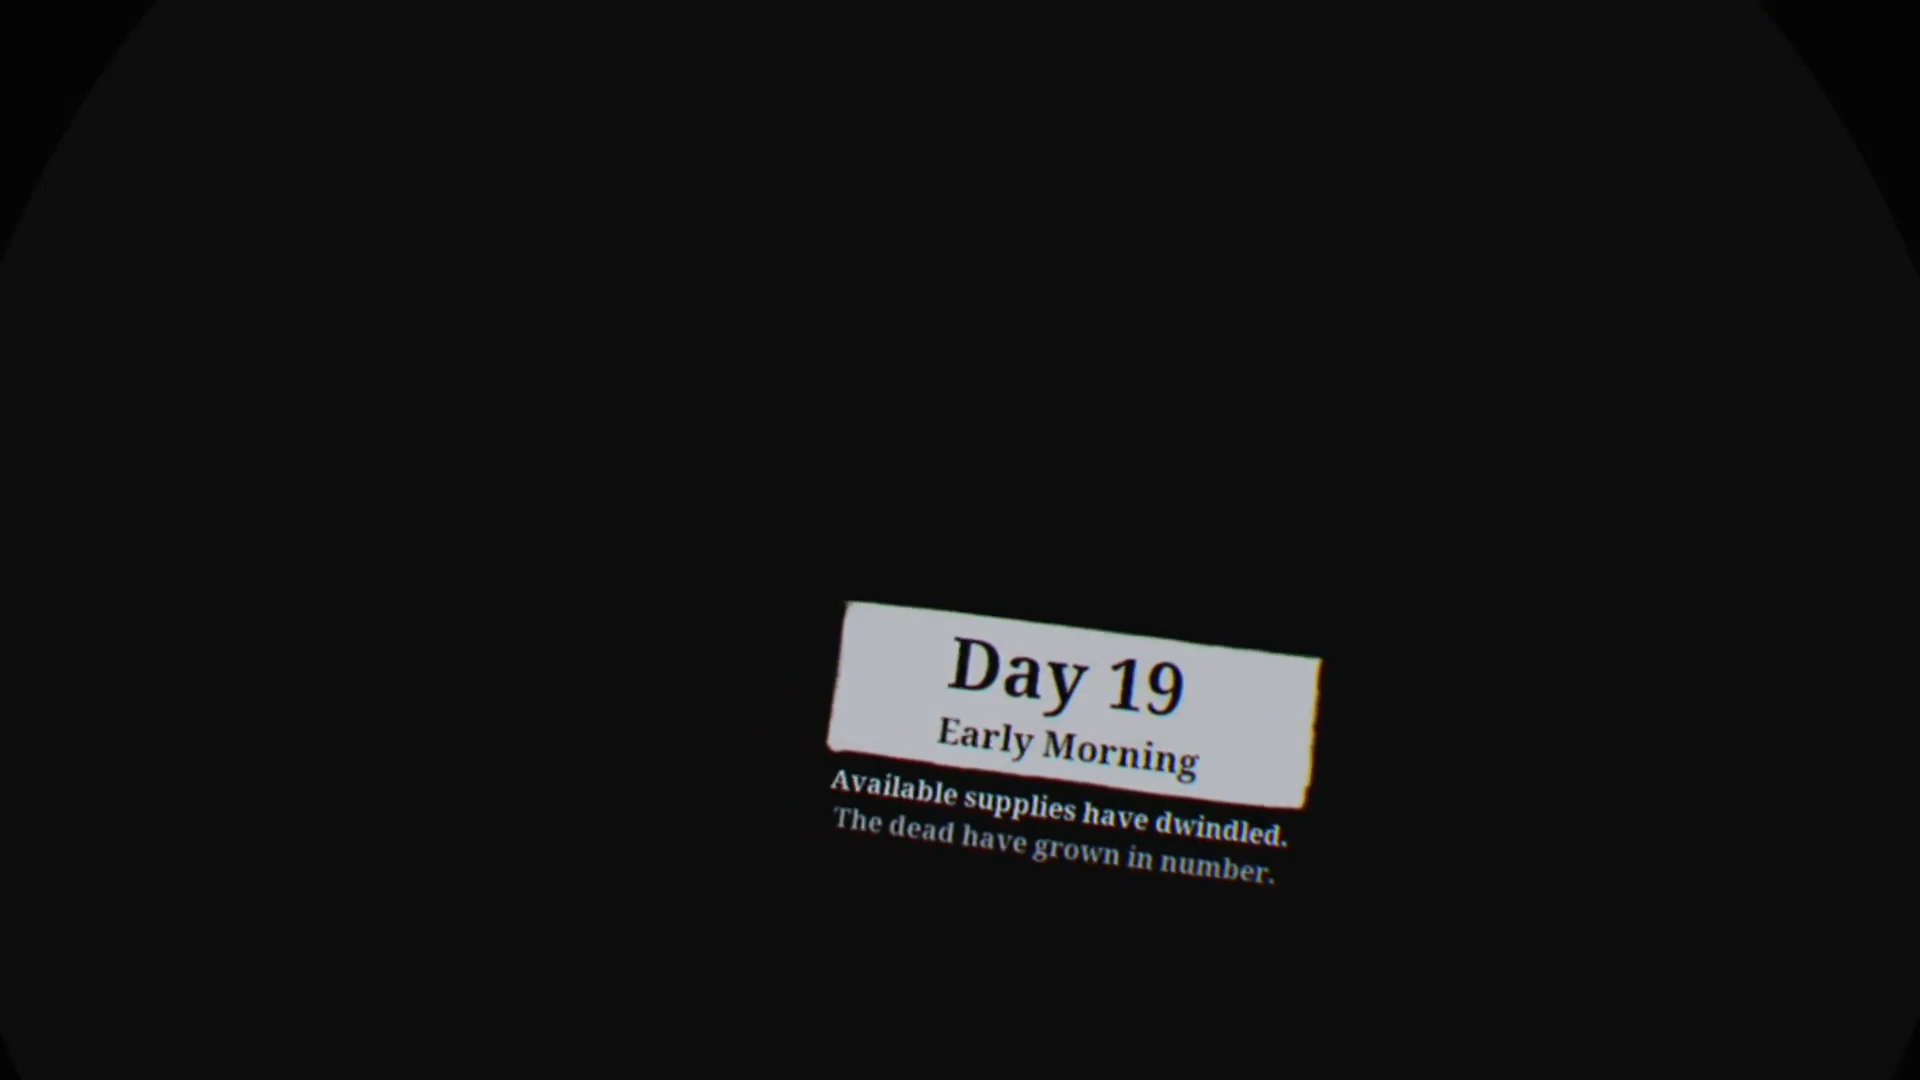 Day 19
Early Morning
Available supplies have dwindled.
The dead have grown in number.